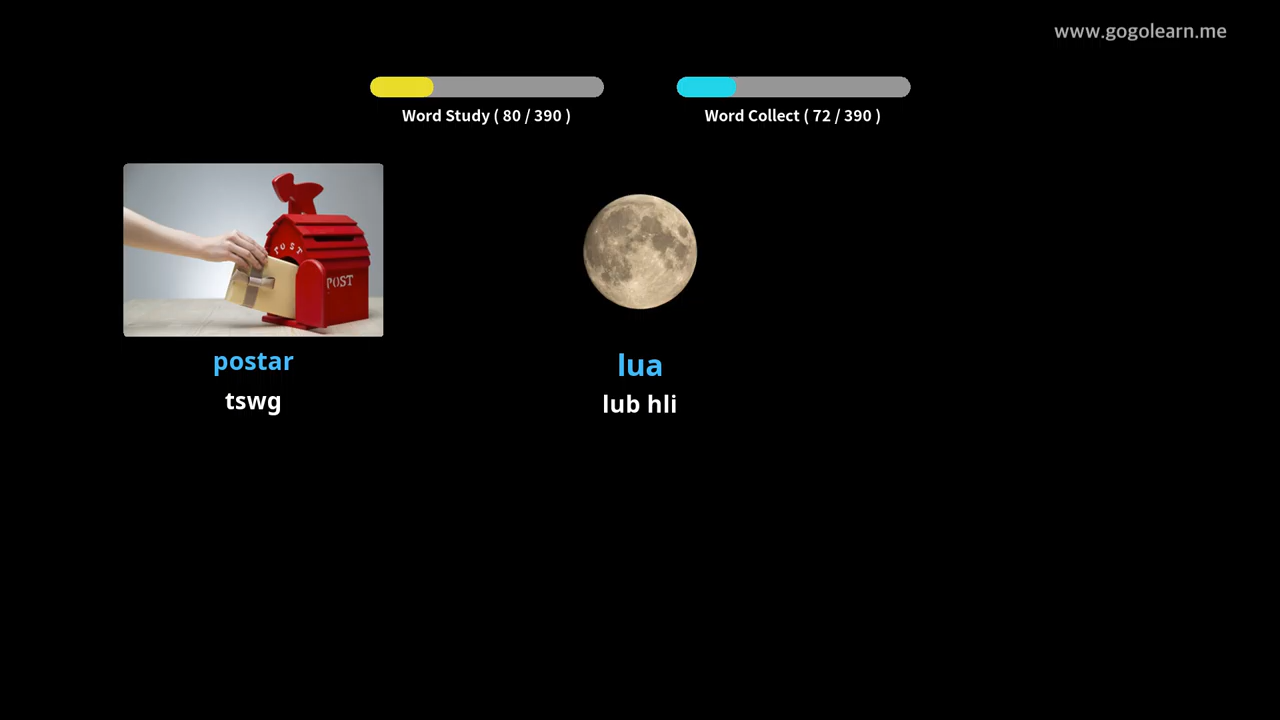 www.gogolearn.me
Word Study ( 80 / 390 )
Word Collect ( 72 / 390 )
POST
POST
postar
tswg
lua
lub hli